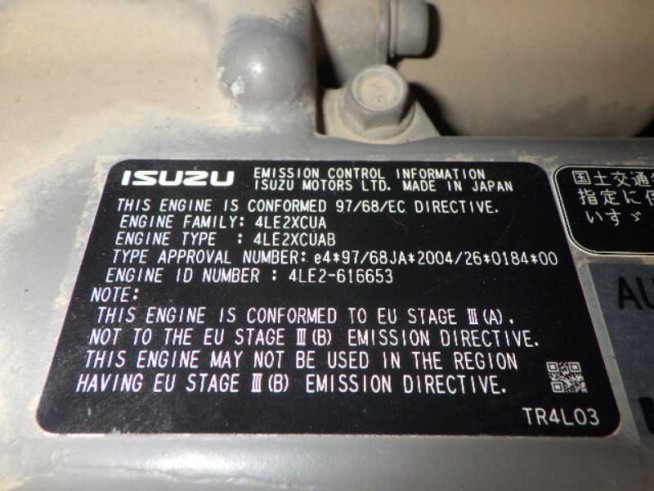 ISUZU EMISSION CONTROL INFORMATION
ISUZU MOTORS LTD. MADE IN JAPAN
THIS ENGINE IS CONFORMED 97/68/EC DIRECTIVE.
ENGINE FAMILY: 4LE2XCUA
ENGINE TYPE : 4LE2XCUAB
TYPE APPROVAL NUMBER: e4*97/68JA*2004/26*0184*00
ENGINE ID NUMBER : 4LE2-616653
NOTE:
THIS ENGINE IS CONFORMED TO EU STAGE Ⅲ(A),
NOT TO THE EU STAGE Ⅲ(B) EMISSION DIRECTIVE.
THIS ENGINE MAY NOT BE USED IN THE REGION
HAVING EU STAGE Ⅲ(B) EMISSION DIRECTIVE.
TR4L03
国土交通
指定に
いすゞ
AU